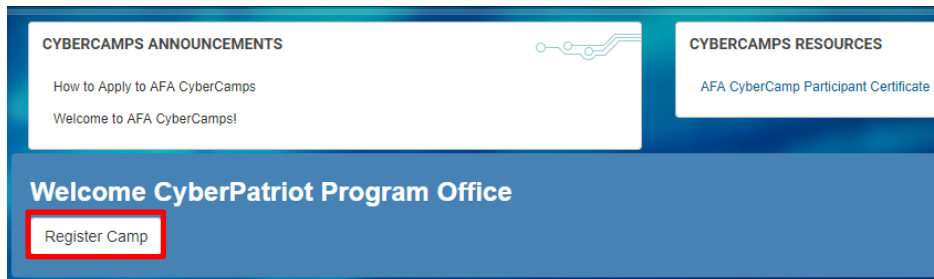 CYBERCAMPS ANNOUNCEMENTS
How to Apply to AFA CyberCamps
Welcome to AFA CyberCamps!
CYBERCAMPS RESOURCES
AFA CyberCamp Participant Certificate
Welcome CyberPatriot Program Office
Register Camp